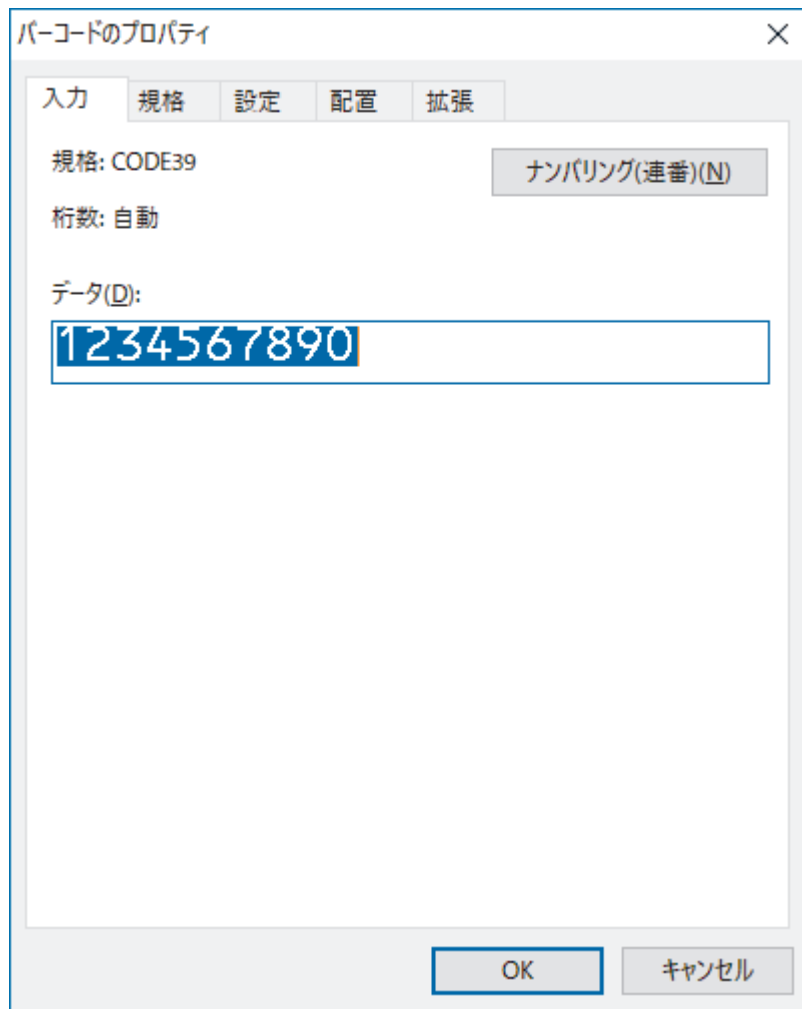 バーコードのプロパティ
入力 規格 設定 配置 拡張
規格: CODE39
ナンバリング(連番)(N)
桁数: 自動
データ(D):
1234567890
OK キャンセル